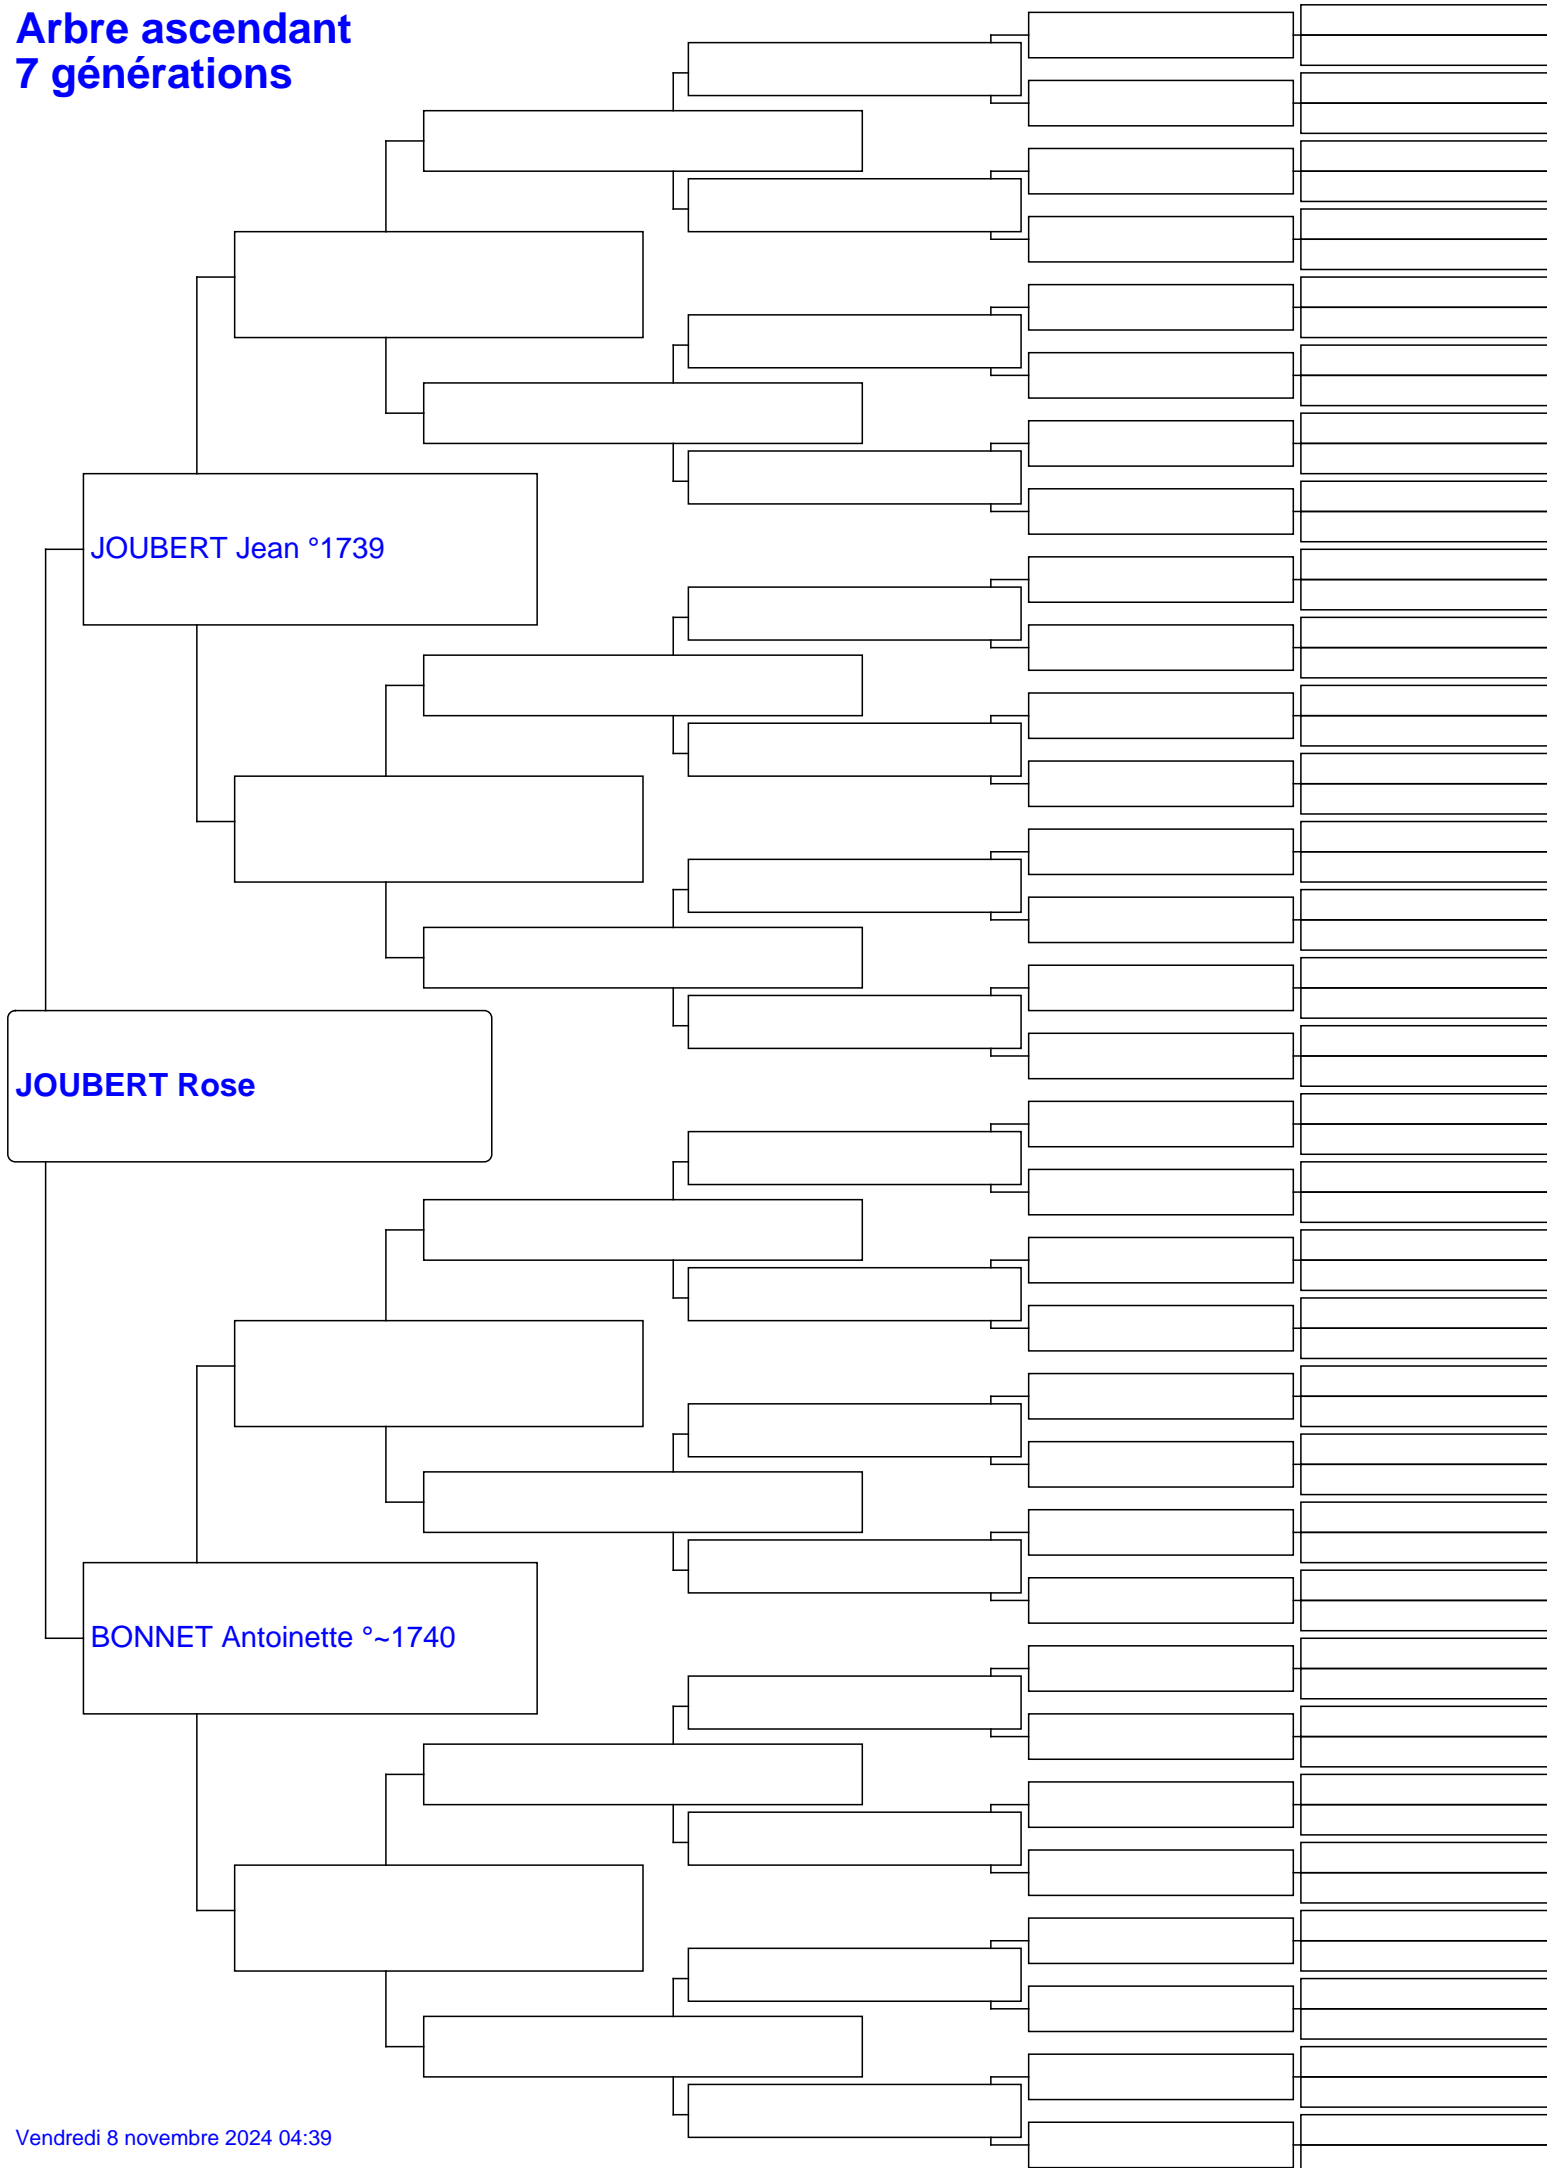 Arbre ascendant
7 générations
JOUBERT Jean °1739
JOUBERT Rose
BONNET Antoinette °~1740
Vendredi 8 novembre 2024 04:39